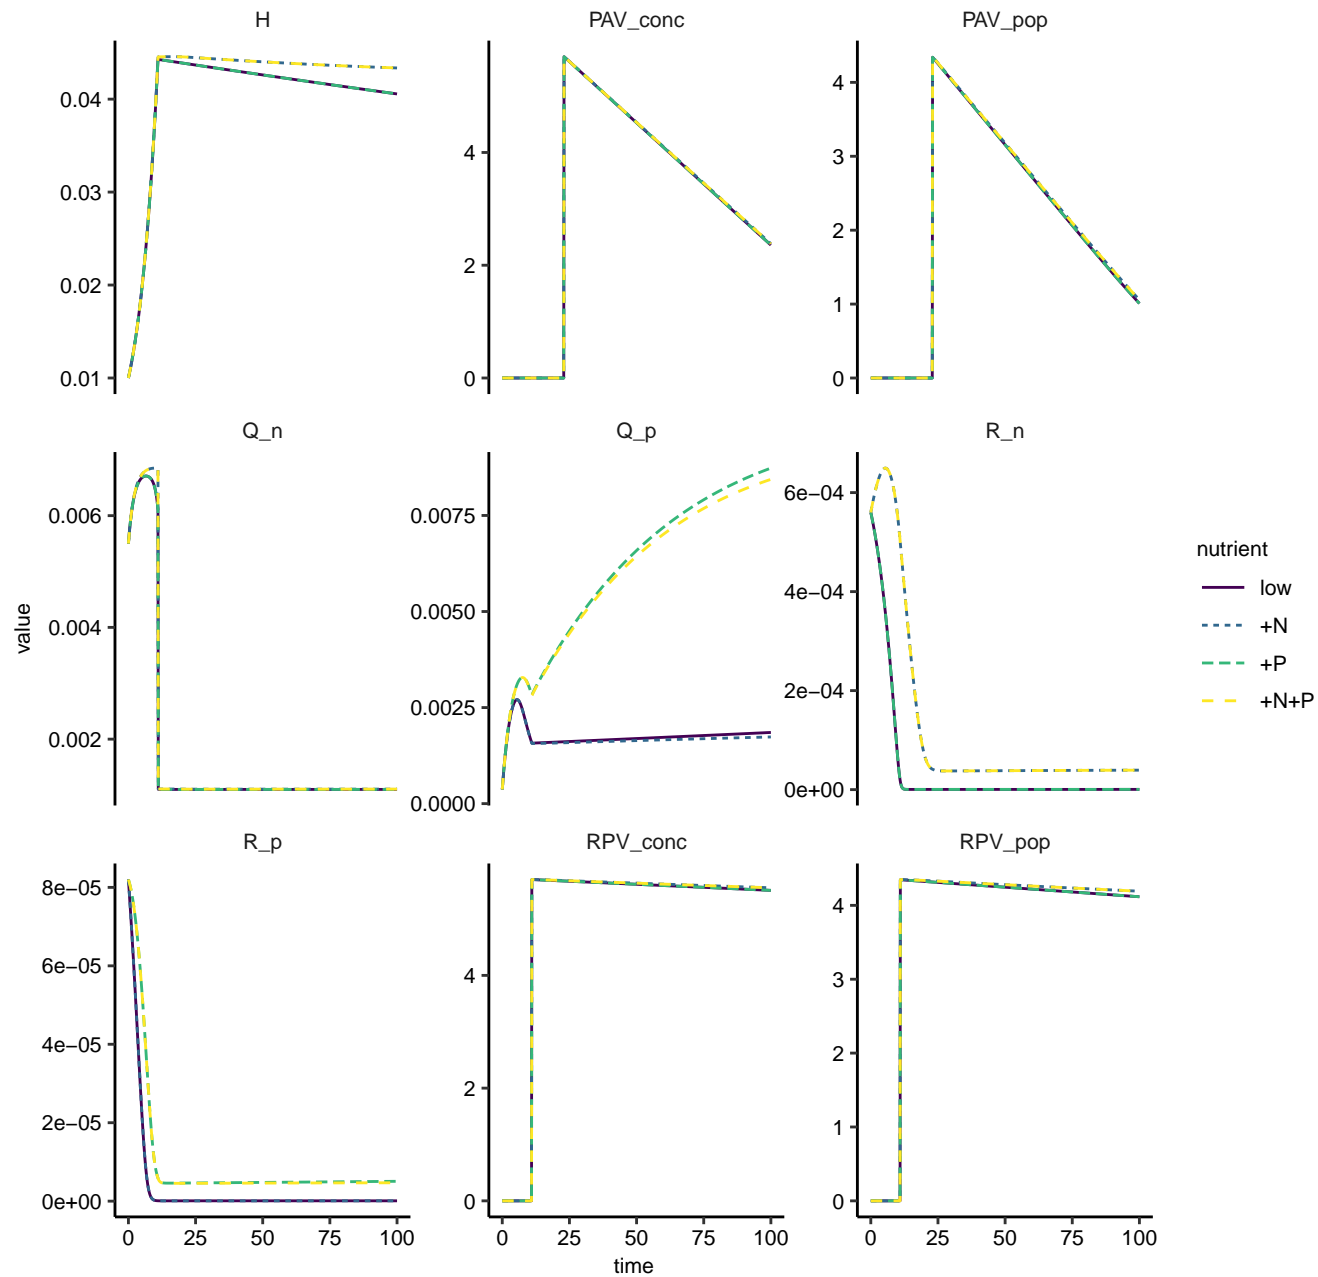 H
PAV_conc
PAV_pop
0.04
0.03
0.02
0.01
4
2
0
4
3
2
1
0
Q_n
Q_p
R_n
0.006
0.004
0.002
0.0075
0.0050
0.0025
0.0000
6e−04
4e−04
2e−04
0e+00
R_p
RPV_conc
RPV_pop
8e−05
6e−05
4e−05
2e−05
0e+00
4
2
0
4
3
2
1
0
0 25 50 75 100
0 25 50 75 100
0 25 50 75 100
time
value
nutrient
low
+N
+P
+N+P